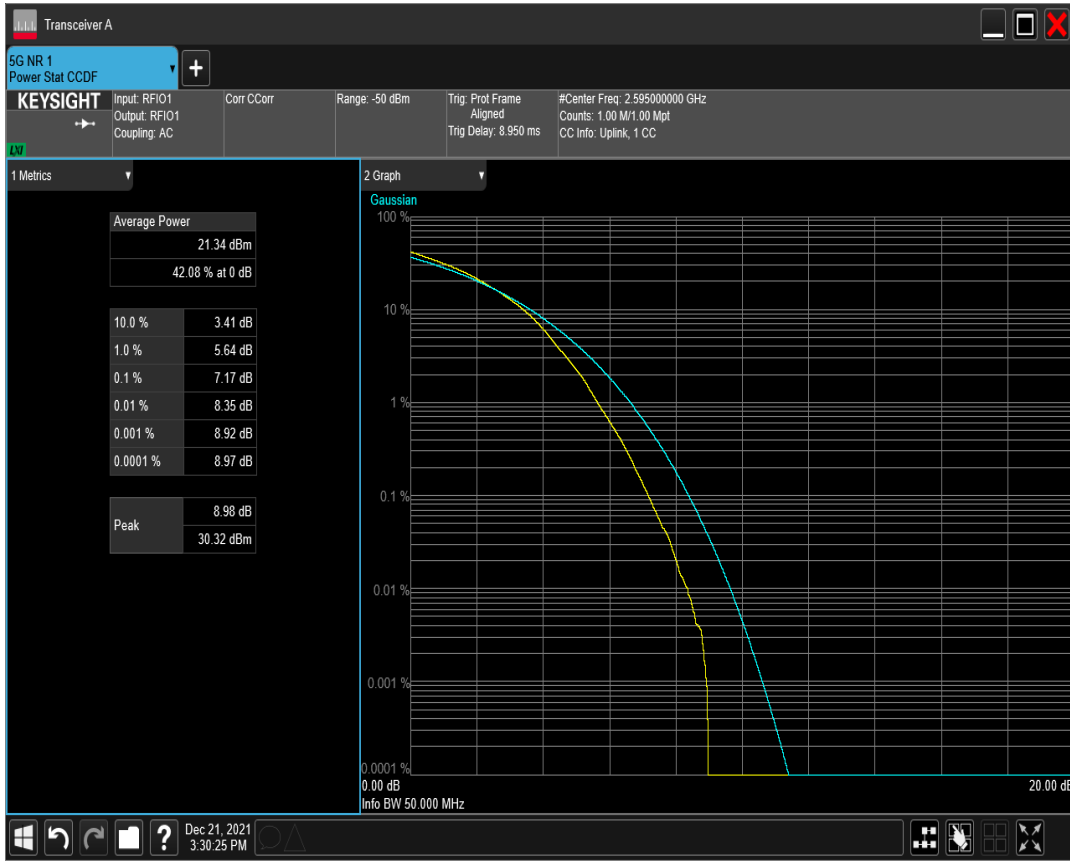 Transceiver A
5G NR 1
Power Stat CCDF
KEYSIGHT
LXI
Input: RFIO1
Output: RFIO1
Coupling: AC
Corr CCorr
Range: -50 dBm
Trig: Prot Frame
Aligned
Trig Delay: 8.950 ms
#Center Freq: 2.595000000 GHz
Counts: 1.00 M/1.00 Mpt
CC Info: Uplink, 1 CC
1 Metrics
Average Power
21.34 dBm
42.08 % at 0 dB
10.0 % 3.41 dB
1.0 % 5.64 dB
0.1 % 7.17 dB
0.01 % 8.35 dB
0.001 % 8.92 dB
0.0001 % 8.97 dB
Peak
8.98 dB
30.32 dBm
2 Graph
Gaussian
100 %
10 %
1 %
0.1 %
0.01 %
0.001 %
0.0001 %
0.00 dB 20.00 dB
Info BW 50.000 MHz
Dec 21, 2021
3:30:25 PM